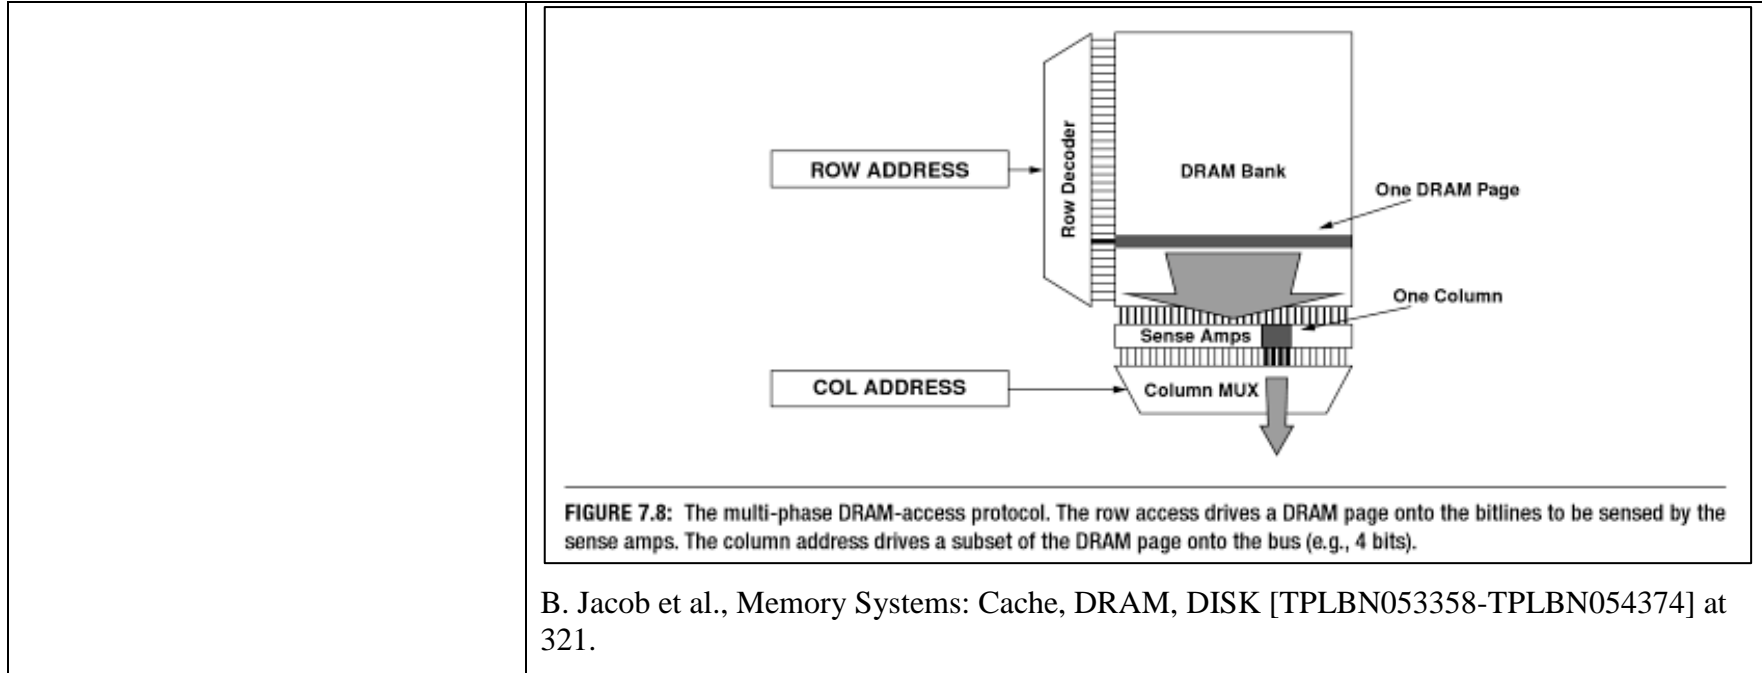 ROW ADDRESS
Row Decoder
DRAM Bank
One DRAM Page
One Column
Sense Amps
COL ADDRESS
Column MUX
FIGURE 7.8: The multi-phase DRAM-access protocol. The row access drives a DRAM page onto the bitlines to be sensed by the
sense amps. The column address drives a subset of the DRAM page onto the bus (e.g., 4 bits).
B. Jacob et al., Memory Systems: Cache, DRAM, DISK [TPLBN053358-TPLBN054374] at
321.